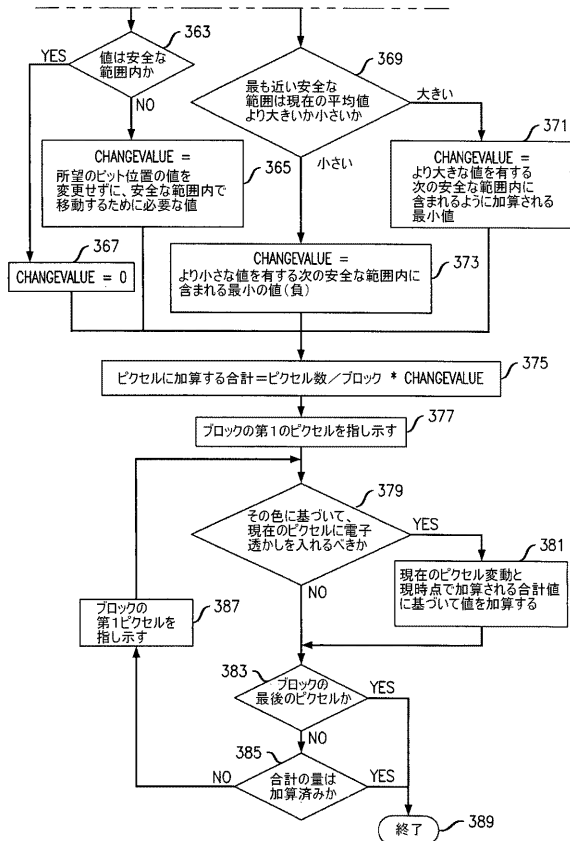 363
YES
値は安全な
範囲内か
NO
369
最も近い安全な
範囲は現在の平均値
より大きいか小さいか
大きい
小さい
CHANGEVALUE =
所望のビット位置の値を
変更せずに、安全な範囲内で
移動するために必要な値
365
371
CHANGEVALUE =
より大きな値を有する
次の安全な範囲内に
含まれるように加算される
最小値
367
CHANGEVALUE = 0
CHANGEVALUE =
より小さな値を有する次の安全な範囲内に
含まれる最小の値(負)
373
ピクセルに加算する合計=ピクセル数/ブロック * CHANGEVALUE
375
ブロックの第1のピクセルを指し示す
377
379
その色に基づいて、
現在のピクセルに電子
透かしを入れるべきか
YES
NO
381
現在のピクセル変動と
現時点で加算される合計値
に基づいて値を加算する
ブロックの
第1ピクセルを
指し示す
387
383
ブロックの
最後のピクセルか
YES
NO
385
合計の量は
加算済みか
NO
YES
終了
389